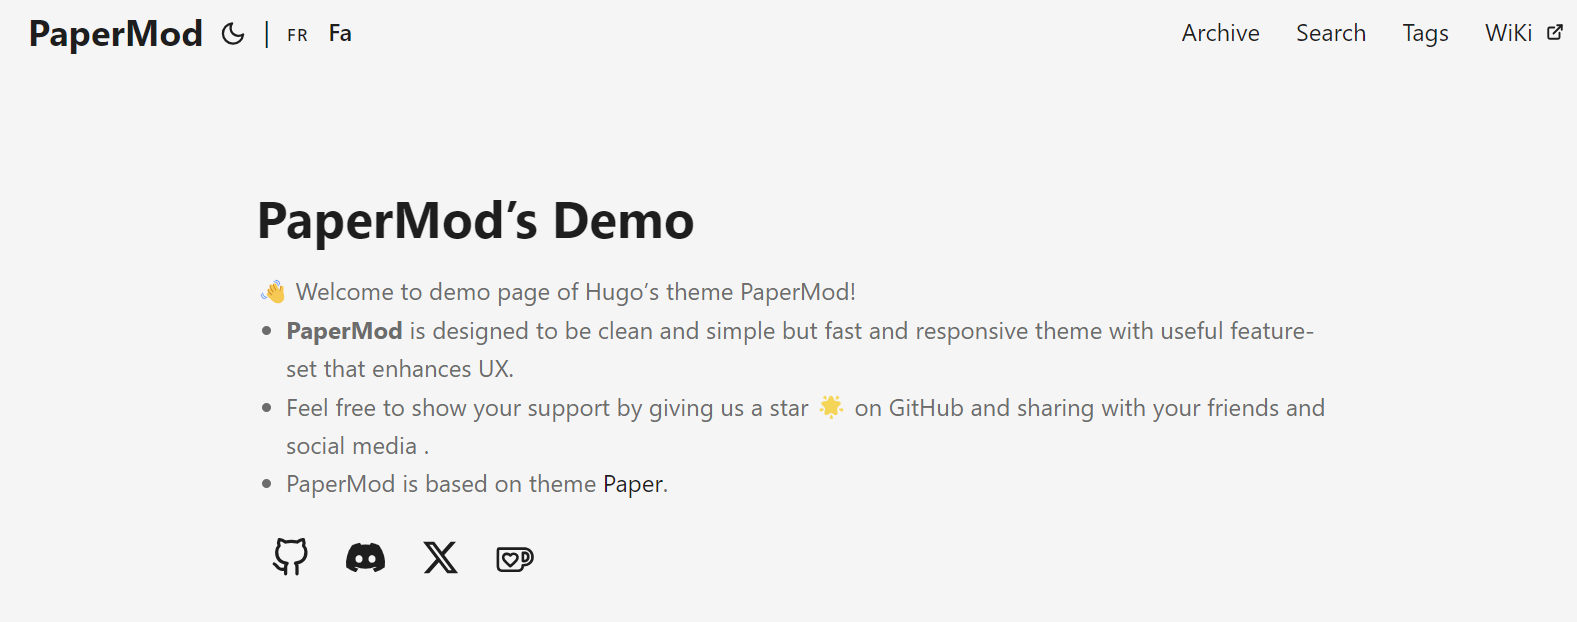 PaperMod | FR Fa Archive Search Tags WiKi
PaperMod’s Demo
👋 Welcome to demo page of Hugo’s theme PaperMod!
• PaperMod is designed to be clean and simple but fast and responsive theme with useful feature-
set that enhances UX.
• Feel free to show your support by giving us a star 🌟 on GitHub and sharing with your friends and
social media .
• PaperMod is based on theme Paper.